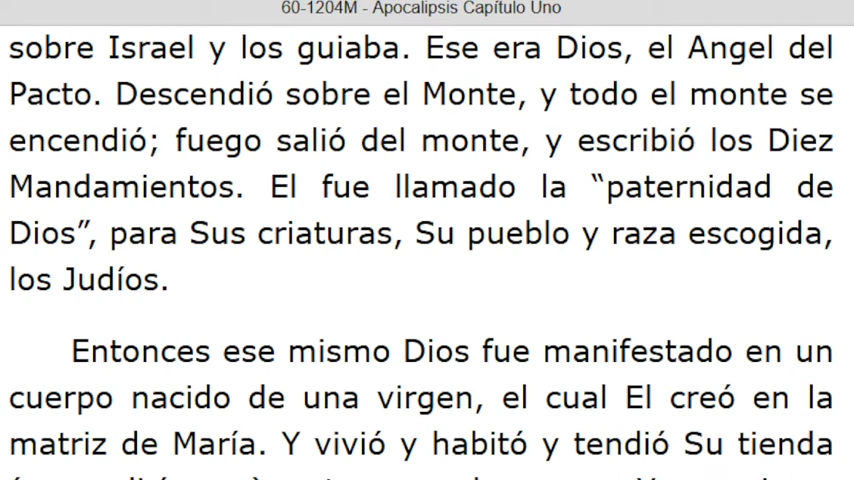 60-1204M - Apocalipsis Capítulo Uno
sobre Israel y los guiaba. Ese era Dios, el Angel del
Pacto. Descendió sobre el Monte, y todo el monte se
encendió; fuego salió del monte, y escribió los Diez
Mandamientos. El fue llamado la “paternidad de
Dios”, para Sus criaturas, Su pueblo y raza escogida,
los Judíos.
Entonces ese mismo Dios fue manifestado en un
cuerpo nacido de una virgen, el cual El creó en la
matriz de María. Y vivió y habitó y tendió Su tienda